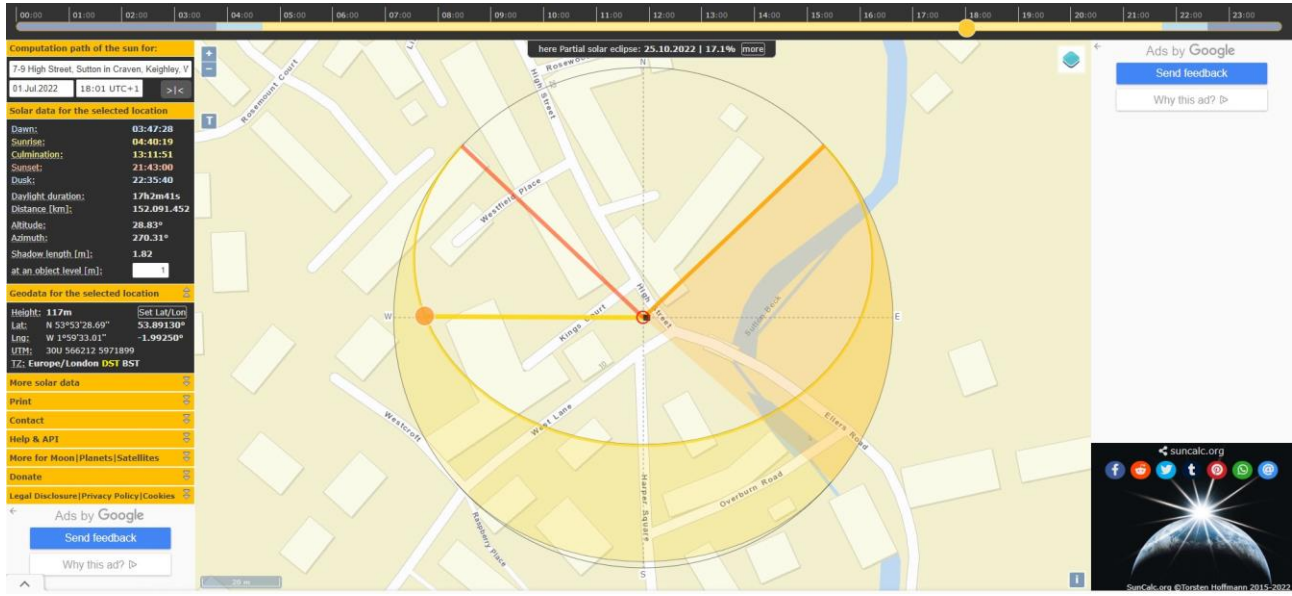 00:00 01:00 02:00 03:00 04:00 05:00 06:00 07:00 08:00 09:00 10:00 11:00 12:00 13:00 14:00 15:00 16:00 17:00 18:00 19:00 20:00 21:00 22:00 23:00
Computation path of the sun for:
7-9 High Street, Sutton in Craven, Keighley, V
01.Jul.2022 18:01 UTC+1 >|<
Solar data for the selected location
Dawn: 03:47:28
Sunrise: 04:40:19
Culmination: 13:11:51
Sunset: 21:43:00
Dusk: 22:35:40
Daylight duration: 17h2m41s
Distance [km]: 152.091.452
Altitude: 28.83°
Azimuth: 270.31°
Shadow length [m]: 1.82
at an object level [m]: 1
Geodata for the selected location
Height: 117m Set Lat/Lon
Lat: N 53°53'28.69" 53.89130°
Lng: W 1°59'33.01" -1.99250°
UTM: 30U 566212 5971899
TZ: Europe/London DST BST
More solar data
Print
Contact
Help & API
More for Moon|Planets|Satellites
Donate
Legal Disclosure|Privacy Policy|Cookies
Ads by Google
Send feedback
Why this ad?
+
−
T
here Partial solar eclipse: 25.10.2022 | 17.1% more
N
Rosemount Court
High Street
10
Westfield Place
High Street
W
E
Sutton Beck
Kings Court
10
West Lane
Westcroft
Ellers Road
Overburn Road
Harper Square
Raspberry Place
S
20 m
i
Ads by Google
Send feedback
Why this ad?
suncalc.org
SunCalc.org ©Torsten Hoffmann 2015-2022